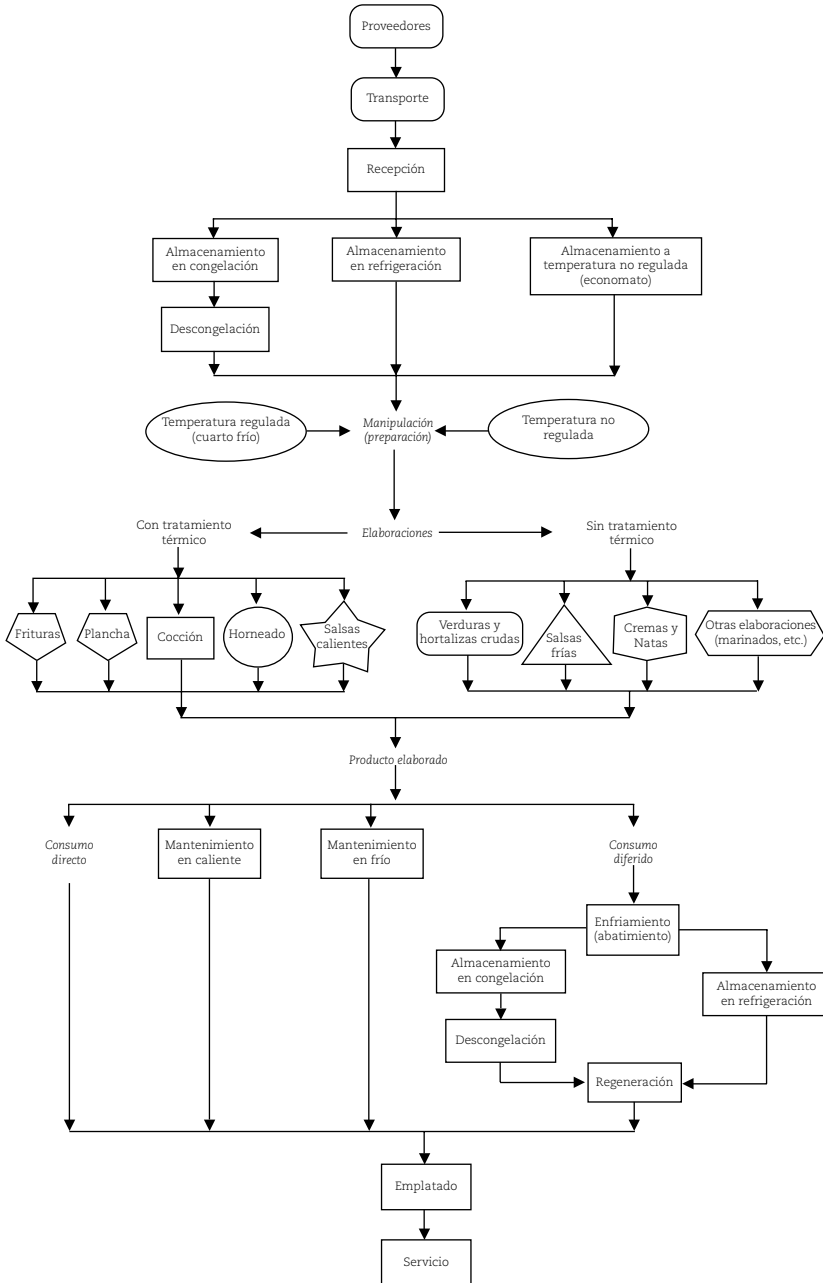 Proveedores
Transporte
Recepción
Almacenamiento
en congelación
Almacenamiento
en refrigeración
Almacenamiento a
temperatura no regulada
(economato)
Descongelación
Temperatura regulada
(cuarto frío)
Manipulación
(preparación)
Temperatura no
regulada
Con tratamiento
térmico
Elaboraciones
Sin tratamiento
térmico
Frituras
Plancha
Cocción
Horneado
Salsas
calientes
Verduras y
hortalizas crudas
Salsas
frías
Cremas y
Natas
Otras elaboraciones
(marinados, etc.)
Producto elaborado
Consumo
directo
Mantenimiento
en caliente
Mantenimiento
en frío
Consumo
diferido
Enfriamiento
(abatimiento)
Almacenamiento
en congelación
Almacenamiento
en refrigeración
Descongelación
Regeneración
Emplatado
Servicio